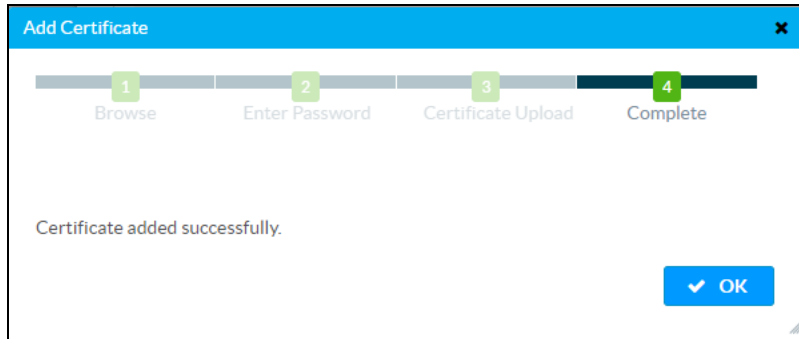 Add Certificate
1 2 3 4
Browse Enter Password Certificate Upload Complete
Certificate added successfully.
OK